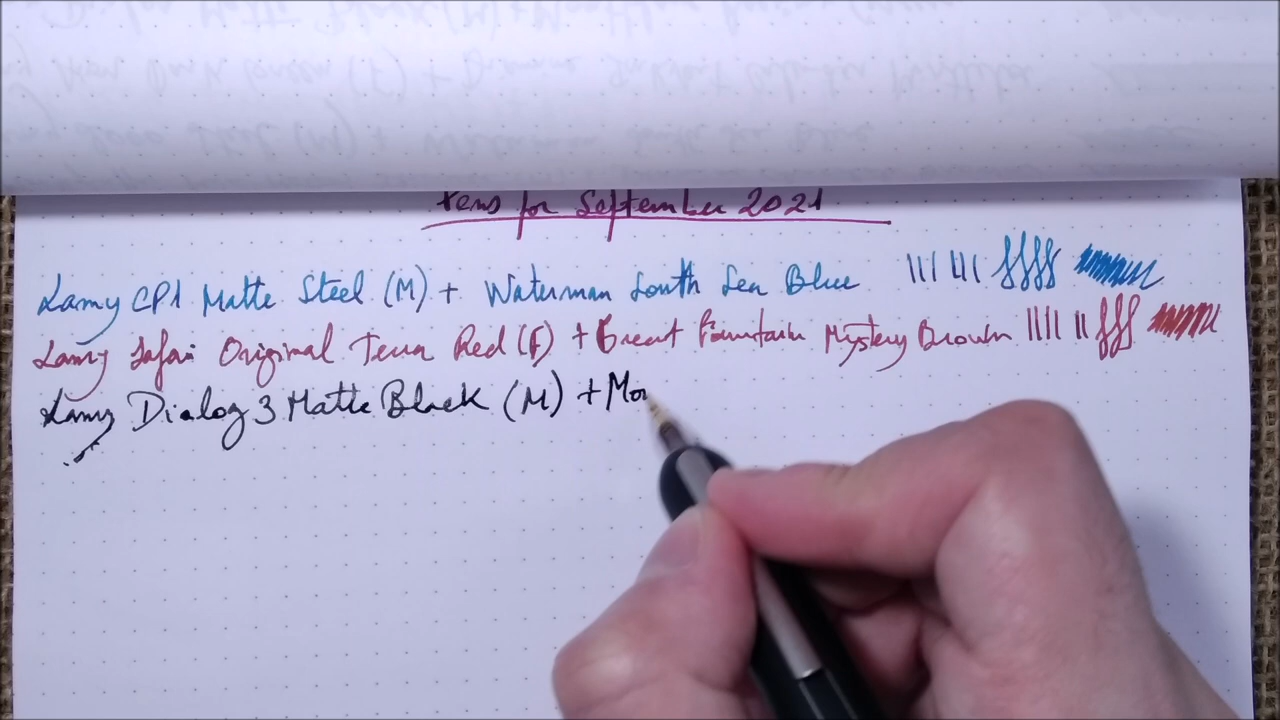 Pens for September 2021
Lamy CP1 Matte Steel (M) + Waterman South Sea Blue
Lamy Safari Original Terra Red (F) + Great Fountain Mystery Brown
Lamy Dialog 3 Matte Black (M) + Mon